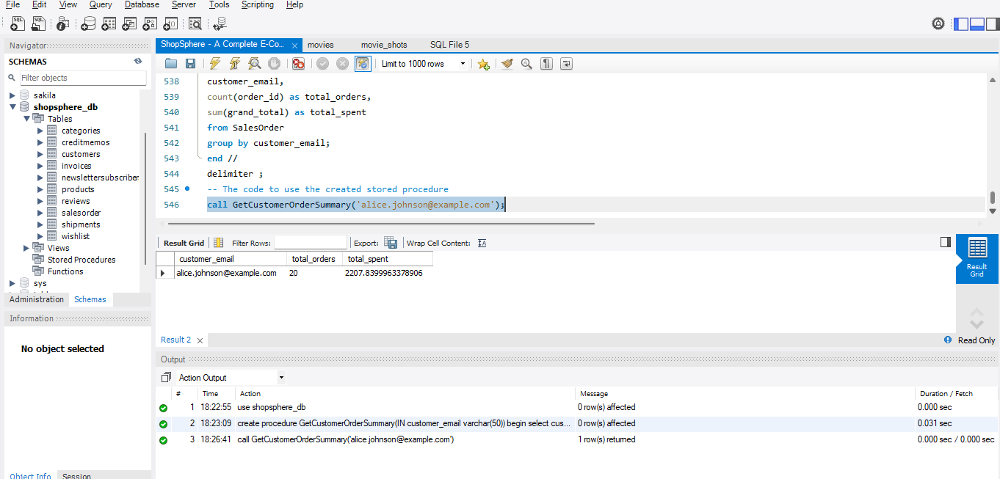 File Edit View Query Database Server Tools Scripting Help
Navigator
SCHEMAS
Filter objects
sakila
shopsphere_db
Tables
categories
creditmemos
customers
invoices
newslettersubscriber
products
reviews
salesorder
shipments
wishlist
Views
Stored Procedures
Functions
sys
Administration Schemas
Information
No object selected
Object Info Session
ShopSphere - A Complete E-Co... movies movie_shots SQL File 5
Limit to 1000 rows
538 customer_email,
539 count(order_id) as total_orders,
540 sum(grand_total) as total_spent
541 from SalesOrder
542 group by customer_email;
543 end //
544 delimiter ;
545 -- The code to use the created stored procedure
546 call GetCustomerOrderSummary('alice.johnson@example.com');
Result Grid Filter Rows: Export: Wrap Cell Content:
customer_email total_orders total_spent
alice.johnson@example.com 20 2207.8399963378906
Result Grid
Result 2
Read Only
Output
Action Output
# Time Action Message Duration / Fetch
1 18:22:55 use shopsphere_db 0 row(s) affected 0.000 sec
2 18:23:09 create procedure GetCustomerOrderSummary(IN customer_email varchar(50)) begin select cus... 0 row(s) affected 0.031 sec
3 18:26:41 call GetCustomerOrderSummary('alice.johnson@example.com') 1 row(s) returned 0.000 sec / 0.000 sec